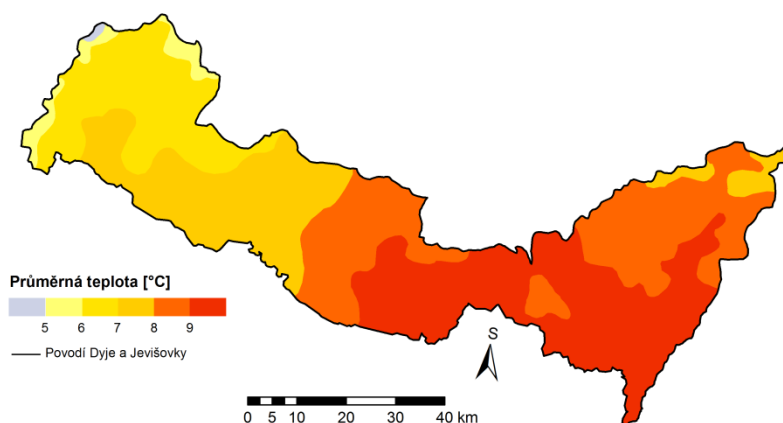 Průměrná teplota [°C]
5 6 7 8 9
Povodí Dyje a Jevišovky
S
0 5 10 20 30 40 km